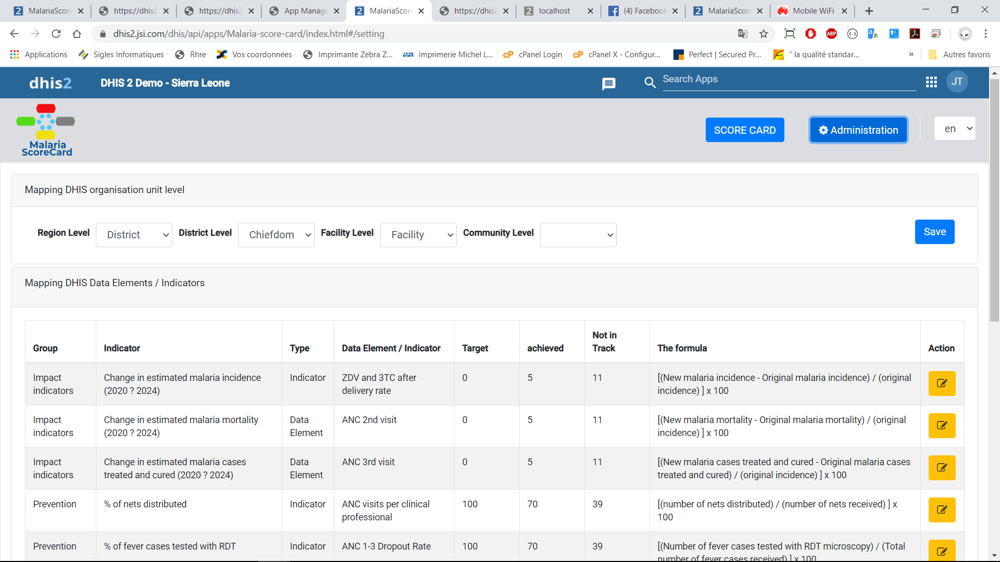 MalariaScore
https://dhis2
https://dhis2
App Manage
MalariaScore
https://dhis2
localhost
(4) Facebook
MalariaScore
Mobile WiFi
dhis2.jsi.com/dhis/api/apps/Malaria-score-card/index.html#/setting
Applications
Sigles Informatiques
Rhre
Vos coordonnées
Imprimante Zebra Z...
Imprimerie Michel L...
cPanel Login
cPanel X - Configur...
Perfect | Secured Pr...
" la qualité standar...
»
Autres favoris
dhis2
DHIS 2 Demo - Sierra Leone
Search Apps
JT
Malaria
ScoreCard
SCORE CARD
Administration
en
Mapping DHIS organisation unit level
Region Level
District
District Level
Chiefdom
Facility Level
Facility
Community Level
Save
Mapping DHIS Data Elements / Indicators
Group
Indicator
Type
Data Element / Indicator
Target
achieved
Not in
Track
The formula
Action
Impact
indicators
Change in estimated malaria incidence
(2020 ? 2024)
Indicator
ZDV and 3TC after
delivery rate
0
5
11
[(New malaria incidence - Original malaria incidence) / (original
incidence) ] x 100
Impact
indicators
Change in estimated malaria mortality
(2020 ? 2024)
Data
Element
ANC 2nd visit
0
5
11
[(New malaria mortality - Original malaria mortality) / (original
incidence) ] x 100
Impact
indicators
Change in estimated malaria cases
treated and cured (2020 ? 2024)
Data
Element
ANC 3rd visit
0
5
11
[(New malaria cases treated and cured - Original malaria cases
treated and cured) / (original incidence) ] x 100
Prevention
% of nets distributed
Indicator
ANC visits per clinical
professional
100
70
39
[(number of nets distributed) / (number of nets received) ] x
100
Prevention
% of fever cases tested with RDT
Indicator
ANC 1-3 Dropout Rate
100
70
39
[(Number of fever cases tested with RDT microscopy) / (Total
number of fever cases received) ] x 100